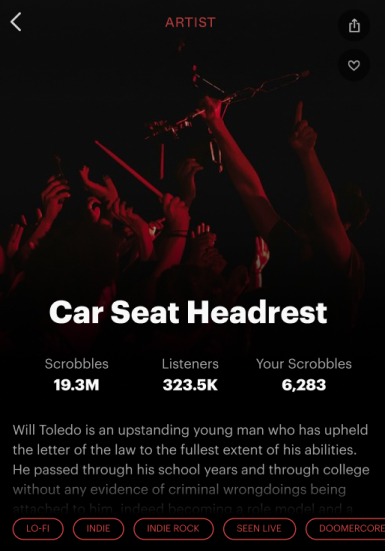 ARTIST
Car Seat Headrest
Scrobbles Listeners Your Scrobbles
19.3M 323.5K 6,283
Will Toledo is an upstanding young man who has upheld
the letter of the law to the fullest extent of his abilities.
He passed through his school years and through college
without any evidence of criminal wrongdoings being
attached to him, indeed becoming a role model and a
LO-FI INDIE INDIE ROCK SEEN LIVE DOOMERCORE